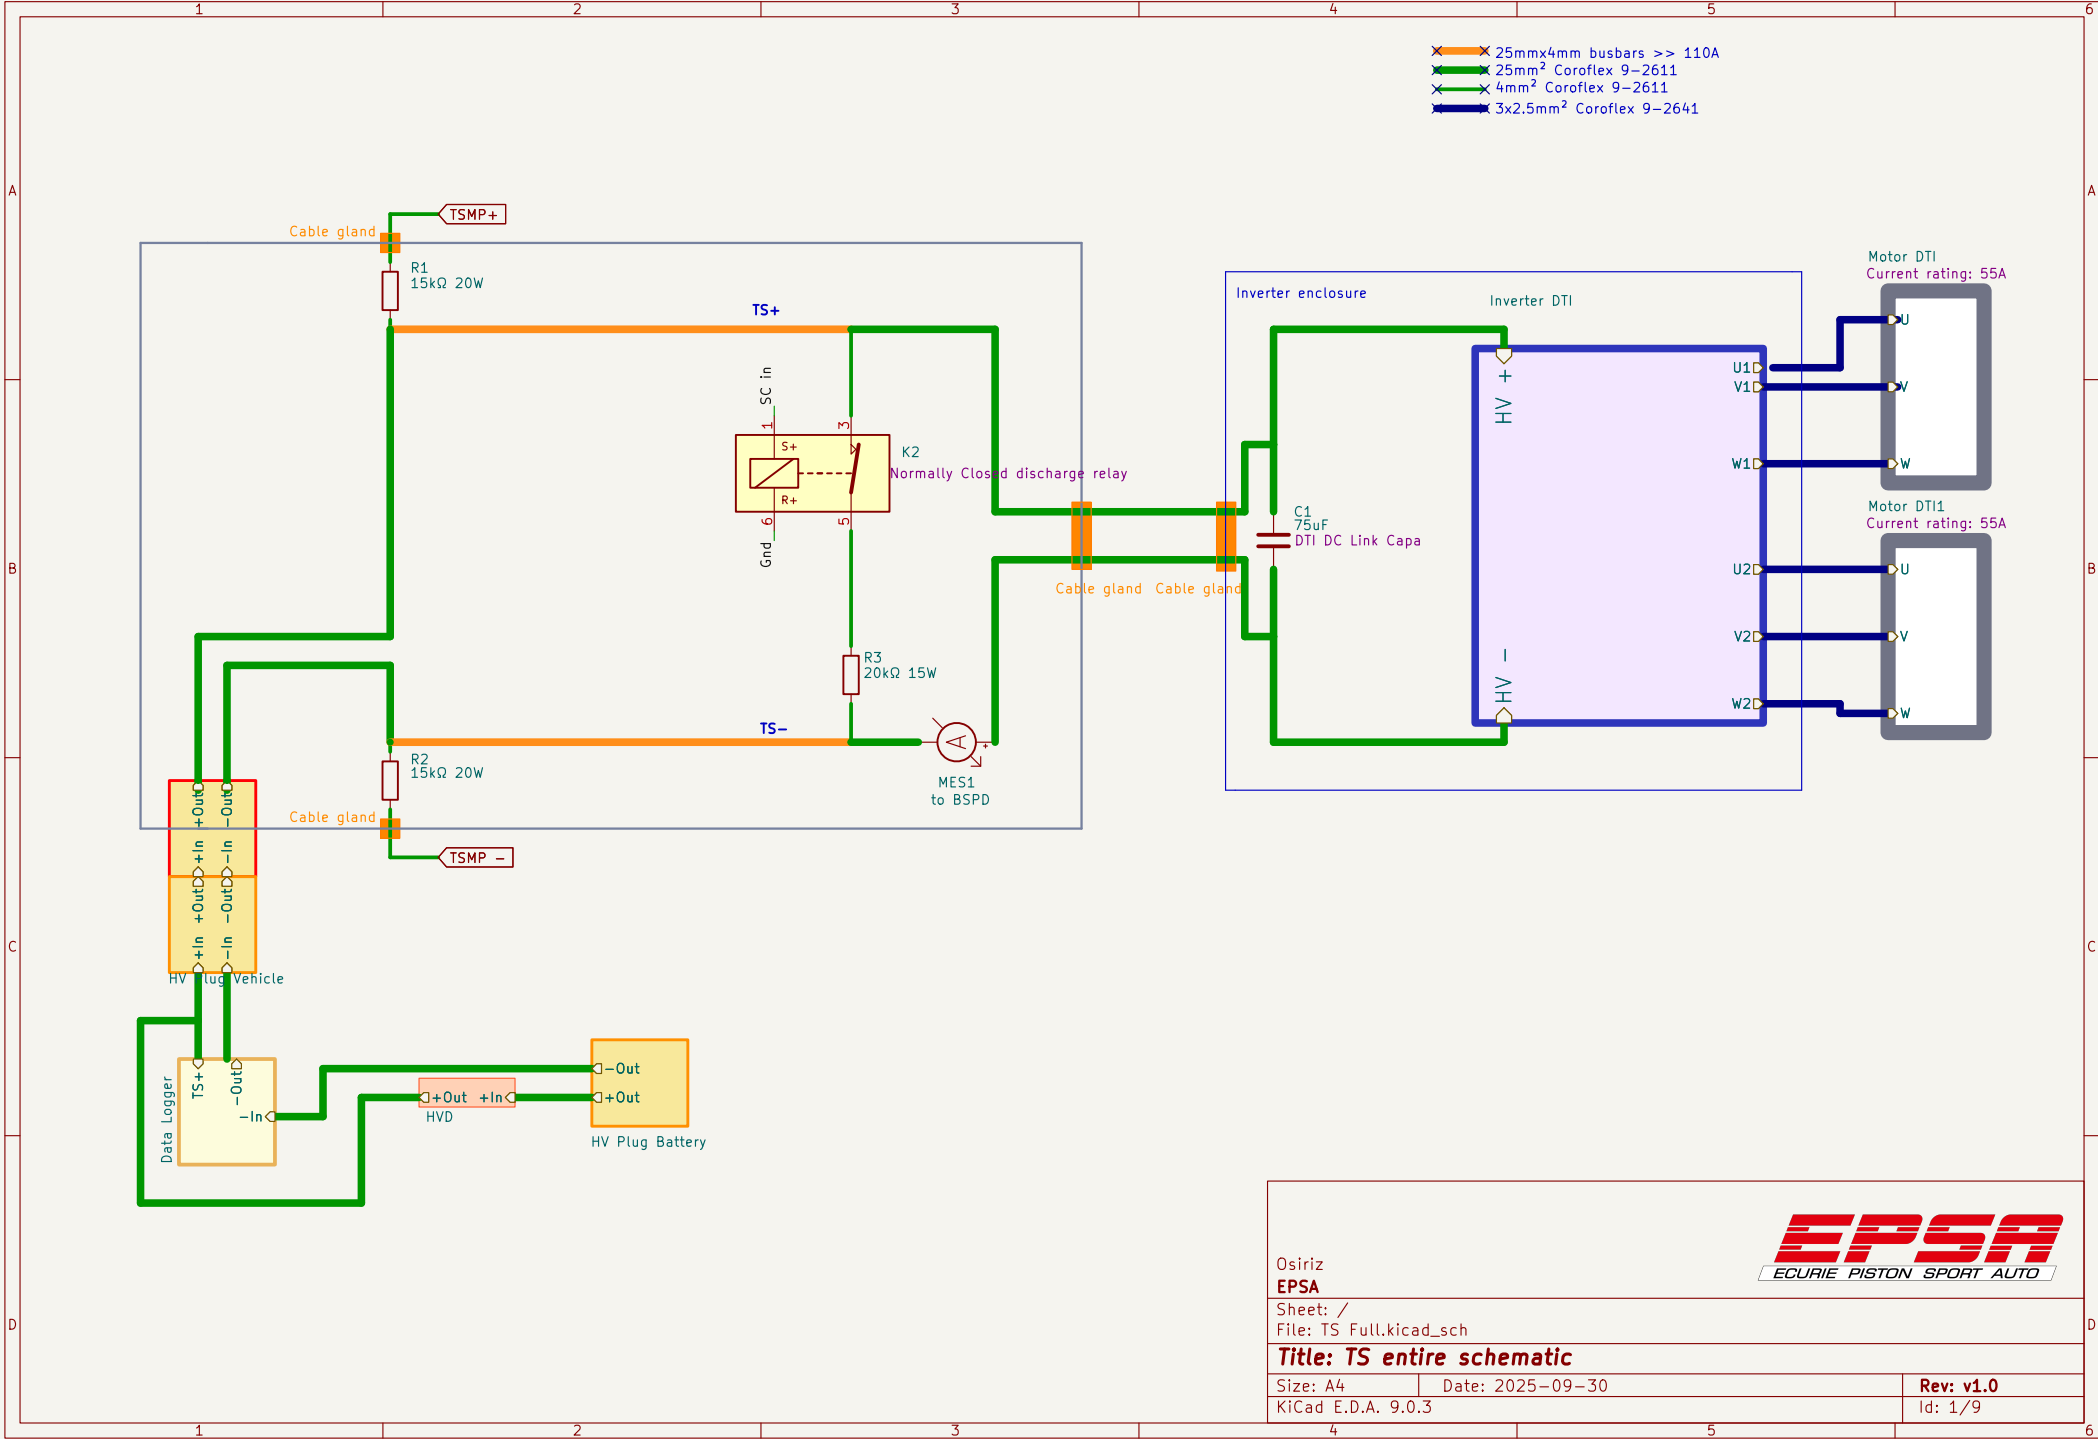 1 2 3 4 5 6
A A
B B
C C
D D
1 2 3 4 5 6
25mmx4mm busbars >> 110A
25mm² Coroflex 9-2611
4mm² Coroflex 9-2611
3x2.5mm² Coroflex 9-2641
TSMP+
Cable gland
R1
15kΩ 20W
TS+
SC in
1
3
S+
R+
K2
Normally Closed discharge relay
6
5
Gnd
R3
20kΩ 15W
TS-
A
+
MES1
to BSPD
R2
15kΩ 20W
Cable gland
TSMP -
Cable gland
Cable gland
Inverter enclosure
Inverter DTI
HV +
HV -
C1
75uF
DTI DC Link Capa
U1
V1
W1
U2
V2
W2
Motor DTI
Current rating: 55A
U
V
W
Motor DTI1
Current rating: 55A
U
V
W
+Out
-Out
+In
-In
+Out
-Out
+In
-In
HV Plug Vehicle
TS+
-Out
-In
Data Logger
+Out +In
HVD
-Out
+Out
HV Plug Battery
EPSA
ECURIE PISTON SPORT AUTO
Osiriz
EPSA
Sheet: /
File: TS Full.kicad_sch
Title: TS entire schematic
Size: A4
Date: 2025-09-30
Rev: v1.0
KiCad E.D.A. 9.0.3
Id: 1/9